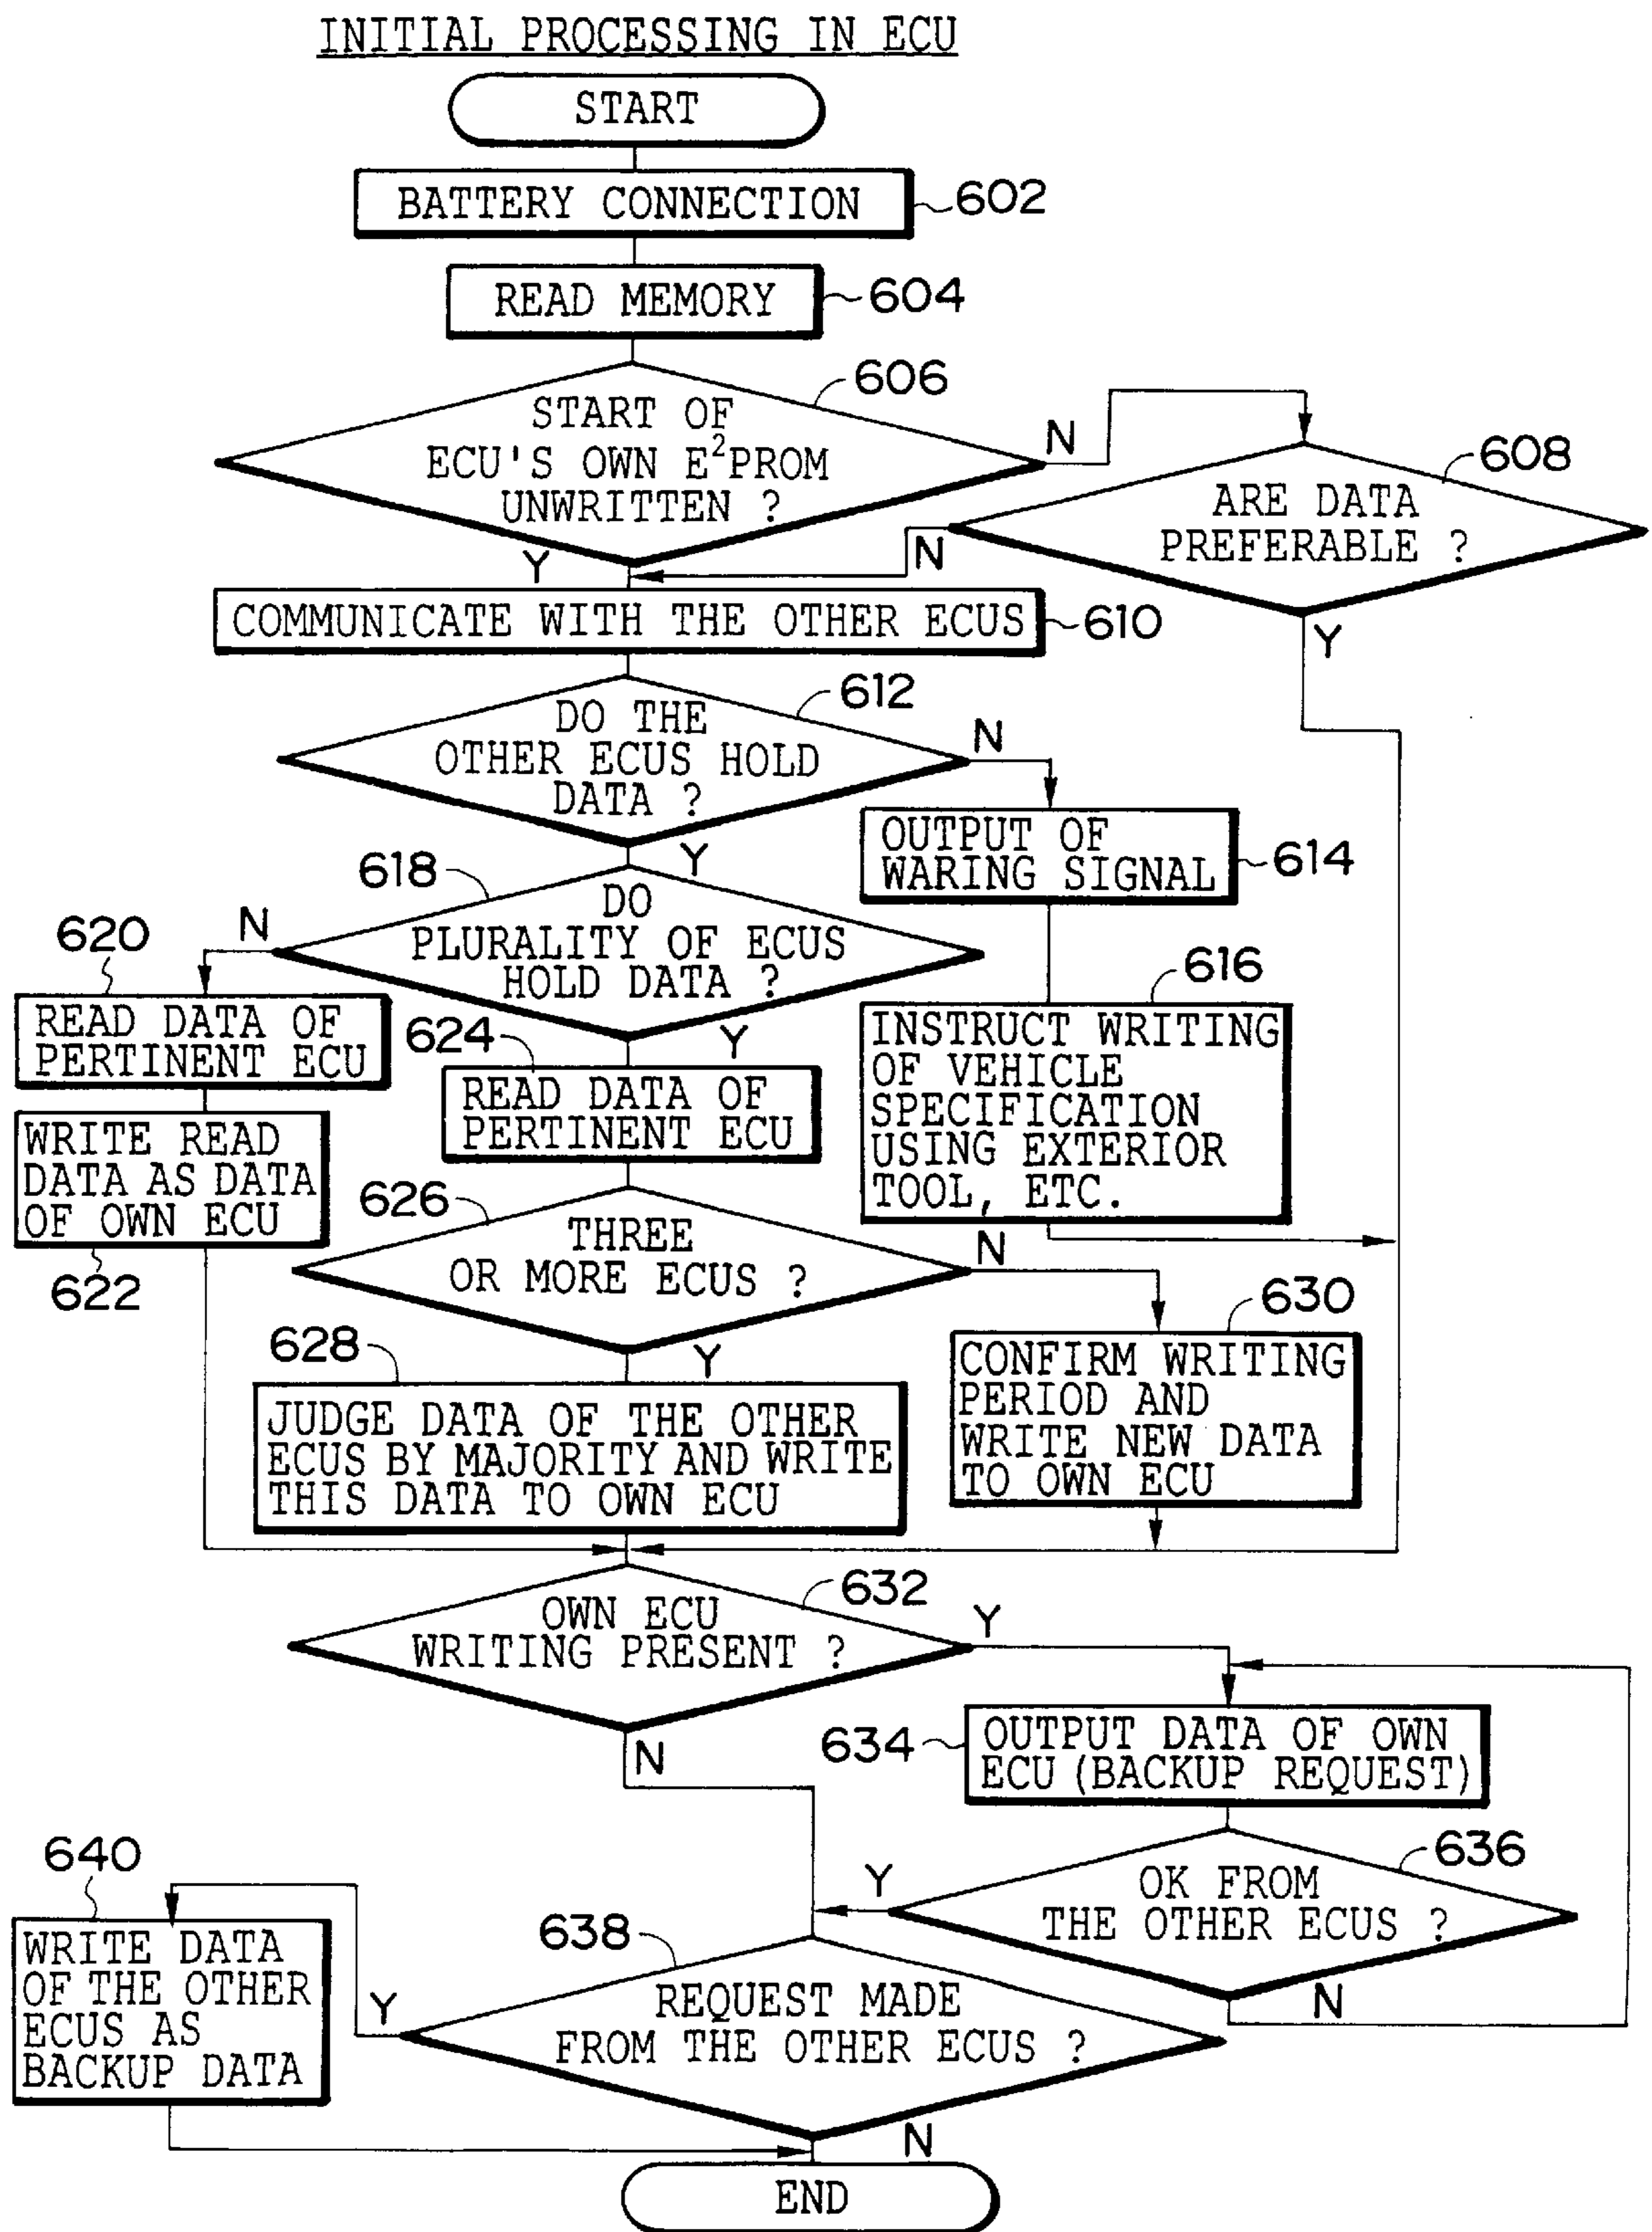 INITIAL PROCESSING IN ECU
START
BATTERY CONNECTION
602
READ MEMORY
604
606
START OF
ECU'S OWN E²PROM
UNWRITTEN ?
N
608
ARE DATA
PREFERABLE ?
N
Y
Y
COMMUNICATE WITH THE OTHER ECUS
610
612
DO THE
OTHER ECUS HOLD
DATA ?
N
Y
OUTPUT OF
WARING SIGNAL
614
618
DO
PLURALITY OF ECUS
HOLD DATA ?
N
Y
620
READ DATA OF
PERTINENT ECU
616
INSTRUCT WRITING
OF VEHICLE
SPECIFICATION
USING EXTERIOR
TOOL, ETC.
624
READ DATA OF
PERTINENT ECU
WRITE READ
DATA AS DATA
OF OWN ECU
622
626
THREE
OR MORE ECUS ?
N
Y
630
CONFIRM WRITING
PERIOD AND
WRITE NEW DATA
TO OWN ECU
628
JUDGE DATA OF THE OTHER
ECUS BY MAJORITY AND WRITE
THIS DATA TO OWN ECU
632
OWN ECU
WRITING PRESENT ?
Y
N
634
OUTPUT DATA OF OWN
ECU (BACKUP REQUEST)
636
OK FROM
THE OTHER ECUS ?
Y
N
638
REQUEST MADE
FROM THE OTHER ECUS ?
Y
N
640
WRITE DATA
OF THE OTHER
ECUS AS
BACKUP DATA
END